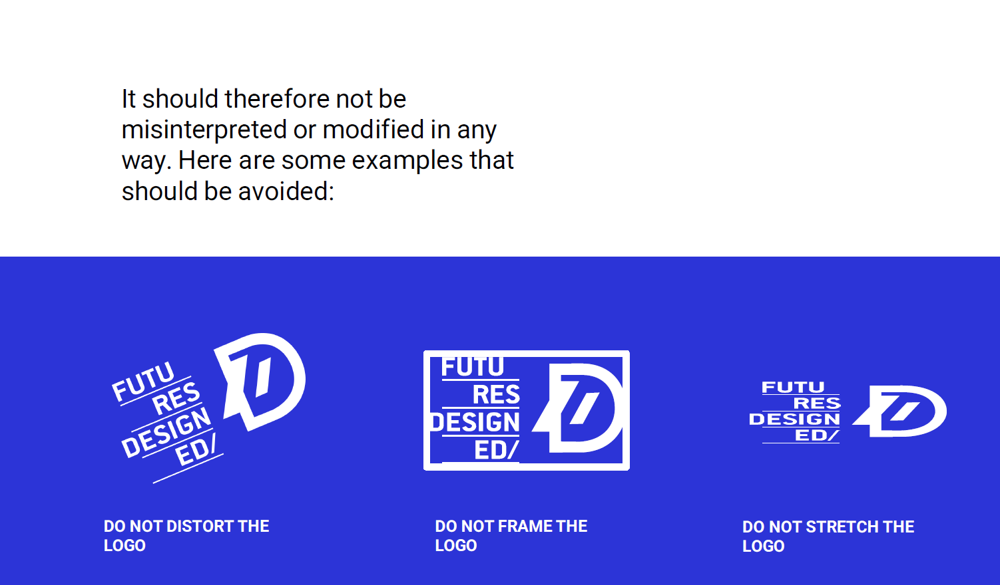 It should therefore not be
misinterpreted or modified in any
way. Here are some examples that
should be avoided:
FUTU
RES
DESIGN
ED/
DO NOT DISTORT THE
LOGO
FUTU
RES
DESIGN
ED/
DO NOT FRAME THE
LOGO
FUTU
RES
DESIGN
ED/
DO NOT STRETCH THE
LOGO